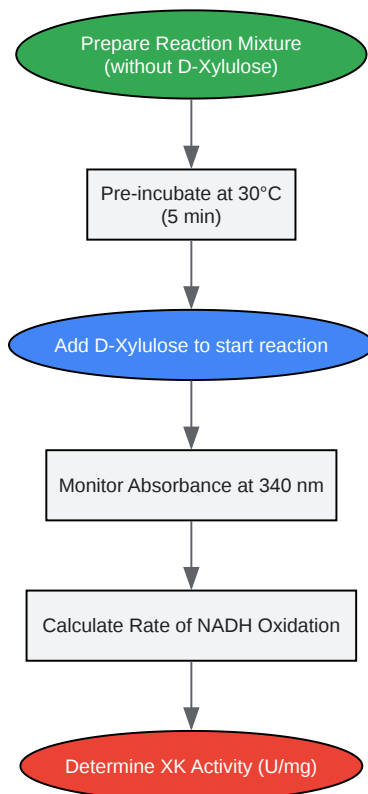 Prepare Reaction Mixture
(without D-Xylulose)
Pre-incubate at 30°C
(5 min)
Add D-Xylulose to start reaction
Monitor Absorbance at 340 nm
Calculate Rate of NADH Oxidation
Determine XK Activity (U/mg)